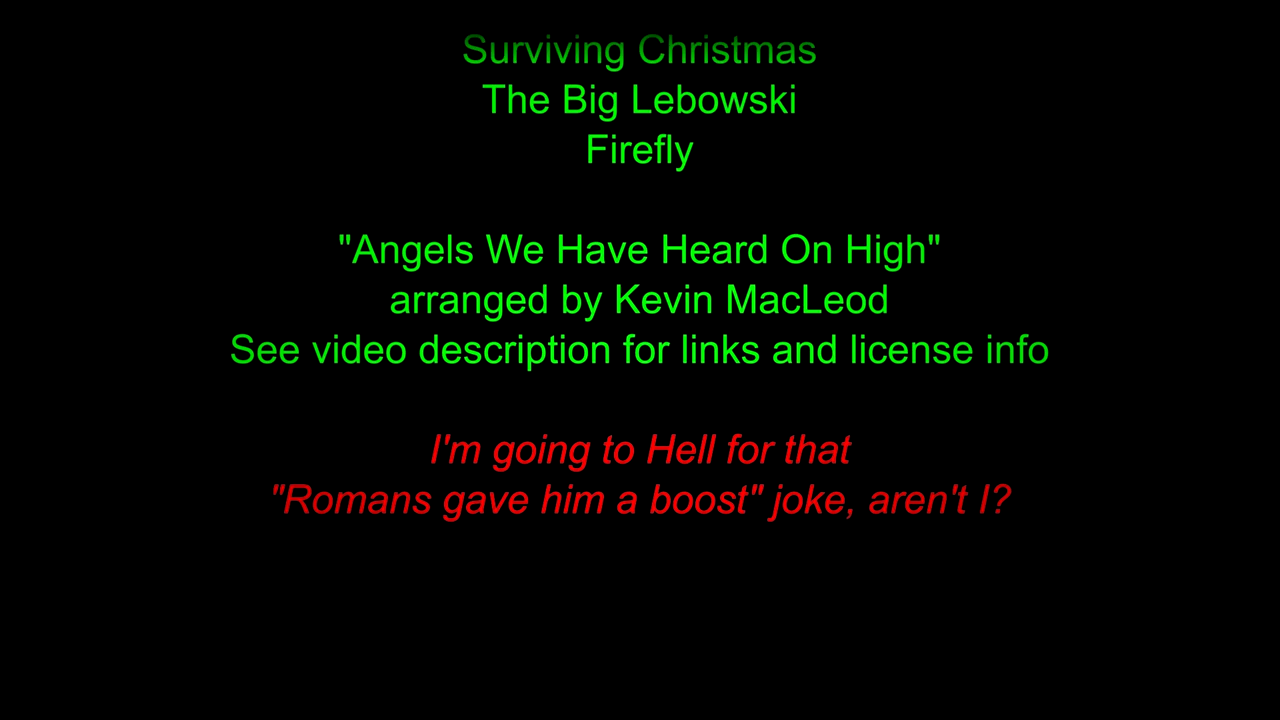 Surviving Christmas
The Big Lebowski
Firefly
"Angels We Have Heard On High"
arranged by Kevin MacLeod
See video description for links and license info
I'm going to Hell for that
"Romans gave him a boost" joke, aren't I?